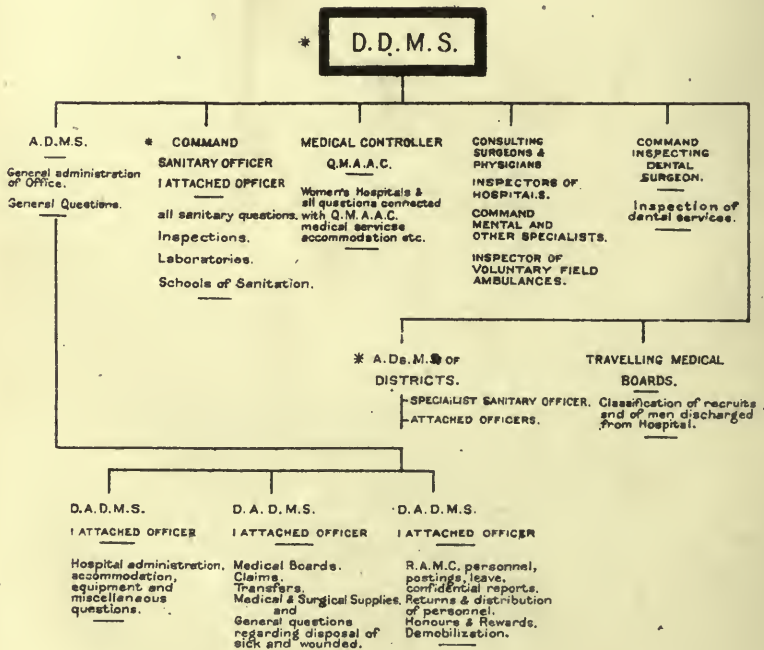 * D.D.M.S.
A.D.M.S.
General administration
of Office.
General Questions.
* COMMAND
SANITARY OFFICER
1 ATTACHED OFFICER
all sanitary questions.
Inspections.
Laboratories.
Schools of Sanitation.
MEDICAL CONTROLLER
Q.M.A.A.C.
Women's Hospitals &
all questions connected
with Q.M.A.A.C.
medical services
accommodation etc.
CONSULTING
SURGEONS &
PHYSICIANS
INSPECTORS OF
HOSPITALS.
COMMAND
MENTAL AND
OTHER SPECIALISTS.
INSPECTOR OF
VOLUNTARY FIELD
AMBULANCES.
COMMAND
INSPECTING
DENTAL
SURGEON.
Inspection of
dental services.
* A.Ds.M.S. OF
DISTRICTS.
SPECIALIST SANITARY OFFICER.
ATTACHED OFFICERS.
TRAVELLING MEDICAL
BOARDS.
Classification of recruits
and of men discharged
from Hospital.
D.A.D.M.S.
1 ATTACHED OFFICER
Hospital administration,
accommodation,
equipment and
miscellaneous
questions.
D.A.D.M.S.
1 ATTACHED OFFICER
Medical Boards.
Claims.
Transfers.
Medical & Surgical Supplies.
and
General questions
regarding disposal of
sick and wounded.
D.A.D.M.S.
1 ATTACHED OFFICER
R.A.M.C. personnel,
postings, leave,
confidential reports.
Returns & distribution
of personnel.
Honours & Rewards.
Demobilization.